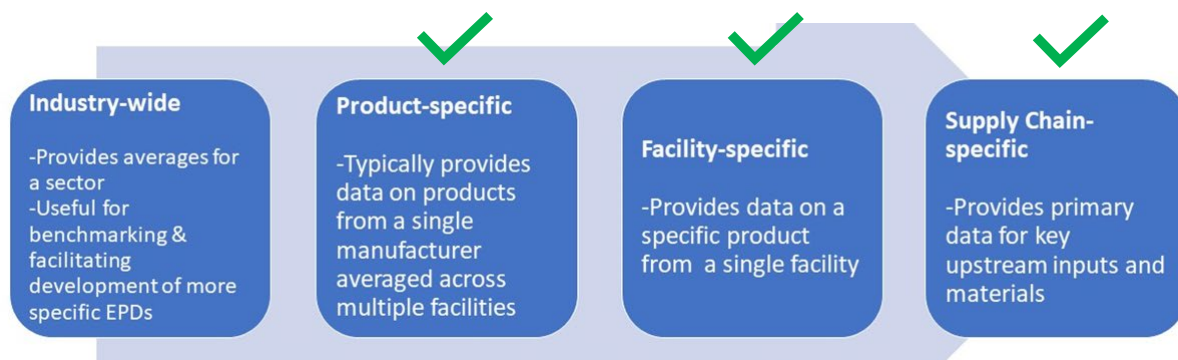 Industry-wide
-Provides averages for
a sector
-Useful for
benchmarking &
facilitating
development of more
specific EPDs
Product-specific
-Typically provides
data on products
from a single
manufacturer
averaged across
multiple facilities
Facility-specific
-Provides data on a
specific product
from a single facility
Supply Chain-
specific
-Provides primary
data for key
upstream inputs and
materials